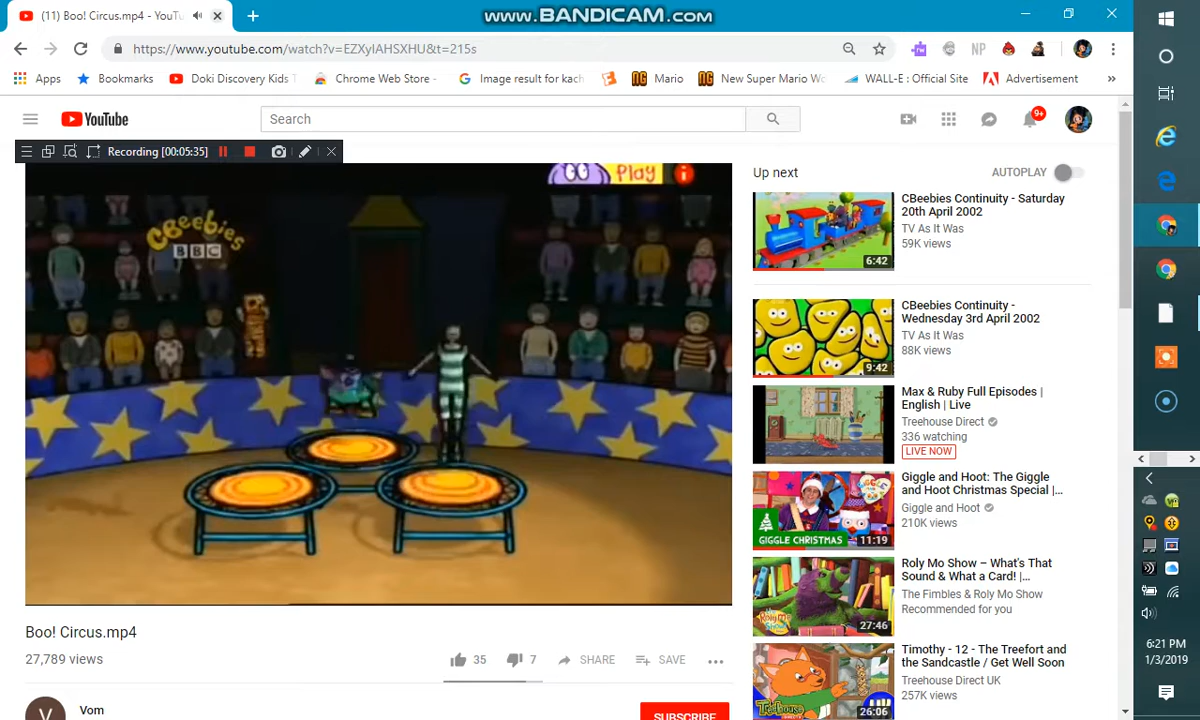 (11) Boo! Circus.mp4 - YouTu
www.BANDICAM.com
https://www.youtube.com/watch?v=EZXyIAHSXHU&t=215s
NP
Apps Bookmarks Doki Discovery Kids Chrome Web Store - Image result for kach Mario New Super Mario Wo WALL-E : Official Site Advertisement »
YouTube
Search
9+
Recording [00:05:35]
Play i
CBeebies
BBC
Up next AUTOPLAY
CBeebies Continuity - Saturday
20th April 2002
TV As It Was
59K views
6:42
CBeebies Continuity -
Wednesday 3rd April 2002
TV As It Was
88K views
9:42
Max & Ruby Full Episodes |
English | Live
Treehouse Direct
336 watching
LIVE NOW
Giggle and Hoot: The Giggle
and Hoot Christmas Special |...
Giggle and Hoot
210K views
GIGGLE CHRISTMAS 11:19
Roly Mo Show – What's That
Sound & What a Card! |...
The Fimbles & Roly Mo Show
Recommended for you
27:46
Timothy - 12 - The Treefort and
the Sandcastle / Get Well Soon
Treehouse Direct UK
257K views
Treehouse
26:06
Boo! Circus.mp4
27,789 views
35 7 SHARE SAVE
V Vom
SUBSCRIBE
6:21 PM
1/3/2019